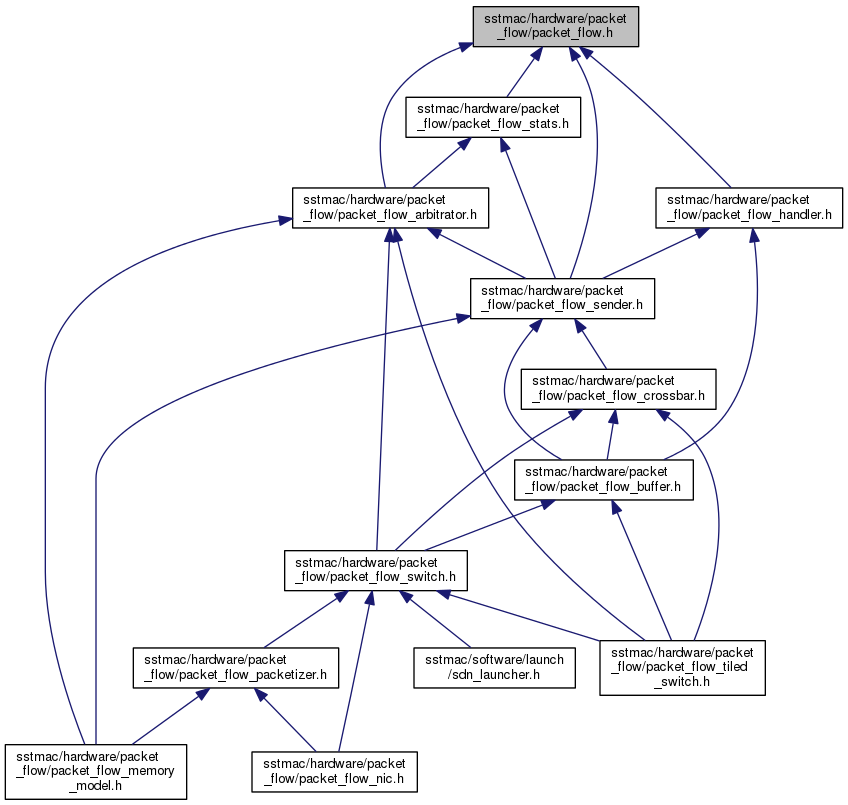 sstmac/hardware/packet
_flow/packet_flow.h
sstmac/hardware/packet
_flow/packet_flow_stats.h
sstmac/hardware/packet
_flow/packet_flow_arbitrator.h
sstmac/hardware/packet
_flow/packet_flow_handler.h
sstmac/hardware/packet
_flow/packet_flow_sender.h
sstmac/hardware/packet
_flow/packet_flow_crossbar.h
sstmac/hardware/packet
_flow/packet_flow_buffer.h
sstmac/hardware/packet
_flow/packet_flow_switch.h
sstmac/hardware/packet
_flow/packet_flow_packetizer.h
sstmac/software/launch
/sdn_launcher.h
sstmac/hardware/packet
_flow/packet_flow_tiled
_switch.h
sstmac/hardware/packet
_flow/packet_flow_memory
_model.h
sstmac/hardware/packet
_flow/packet_flow_nic.h